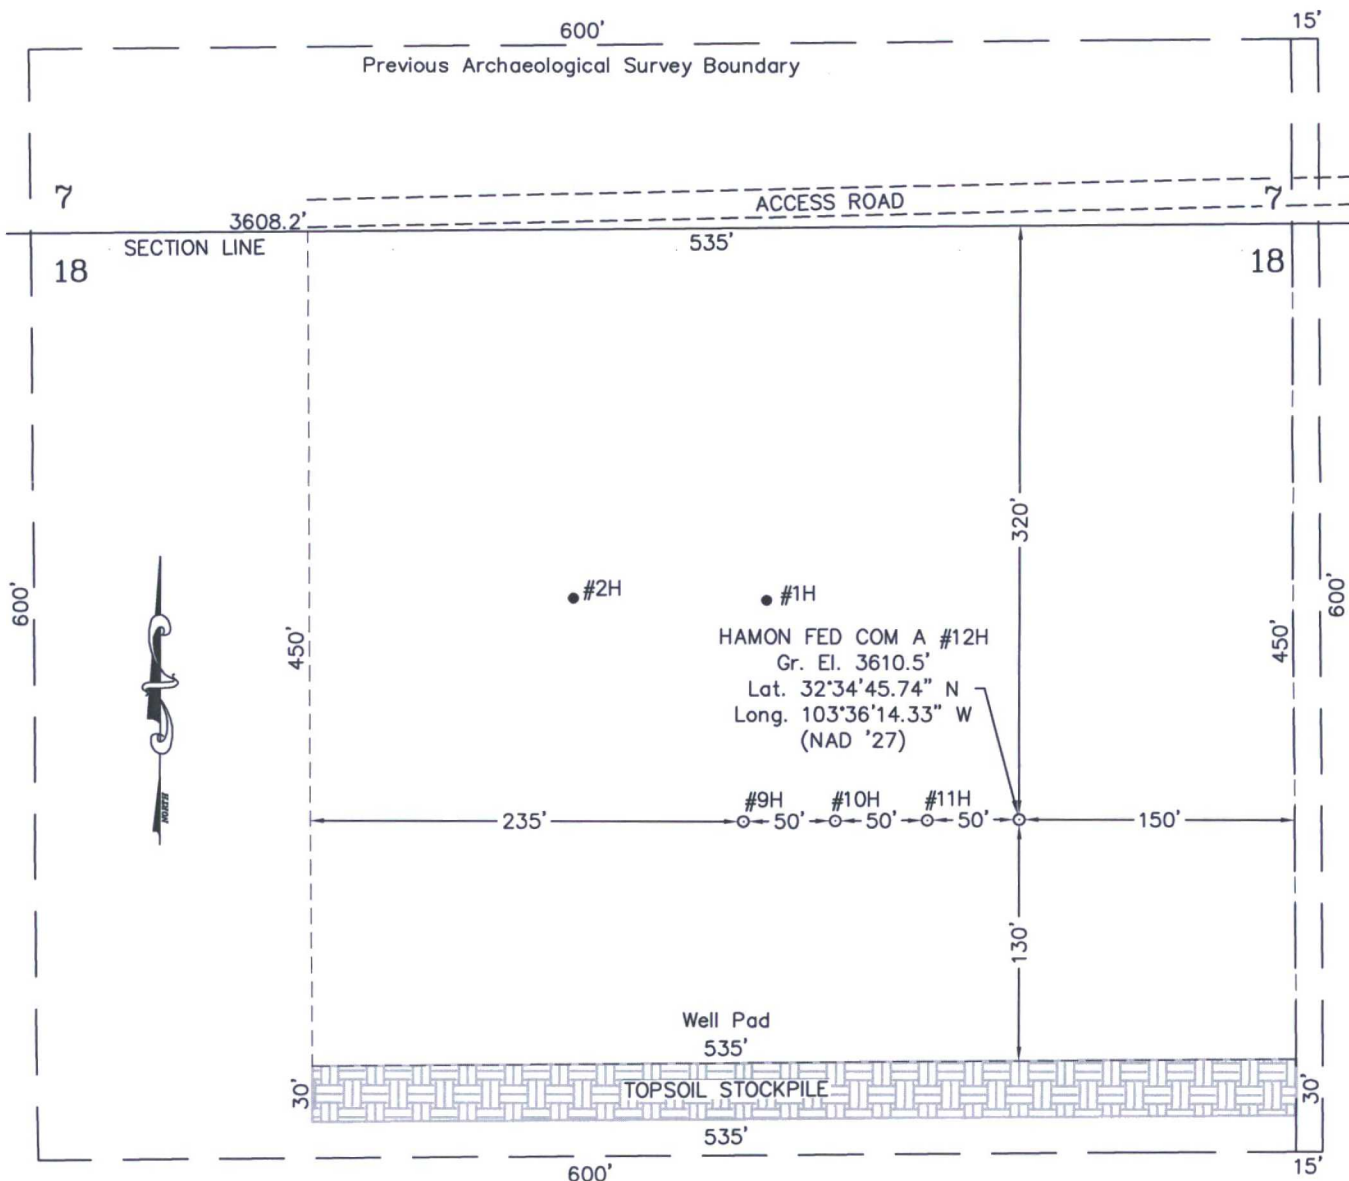 600'
15'
Previous Archaeological Survey Boundary
7
ACCESS ROAD
7
3608.2'
SECTION LINE
535'
18
18
320'
600'
450'
#2H
#1H
450'
600'
HAMON FED COM A #12H
Gr. El. 3610.5'
Lat. 32°34'45.74" N
Long. 103°36'14.33" W
(NAD '27)
NORTH
#9H
#10H
#11H
235'
50'
50'
50'
150'
130'
Well Pad
535'
30'
TOPSOIL STOCKPILE
30'
535'
600'
15'